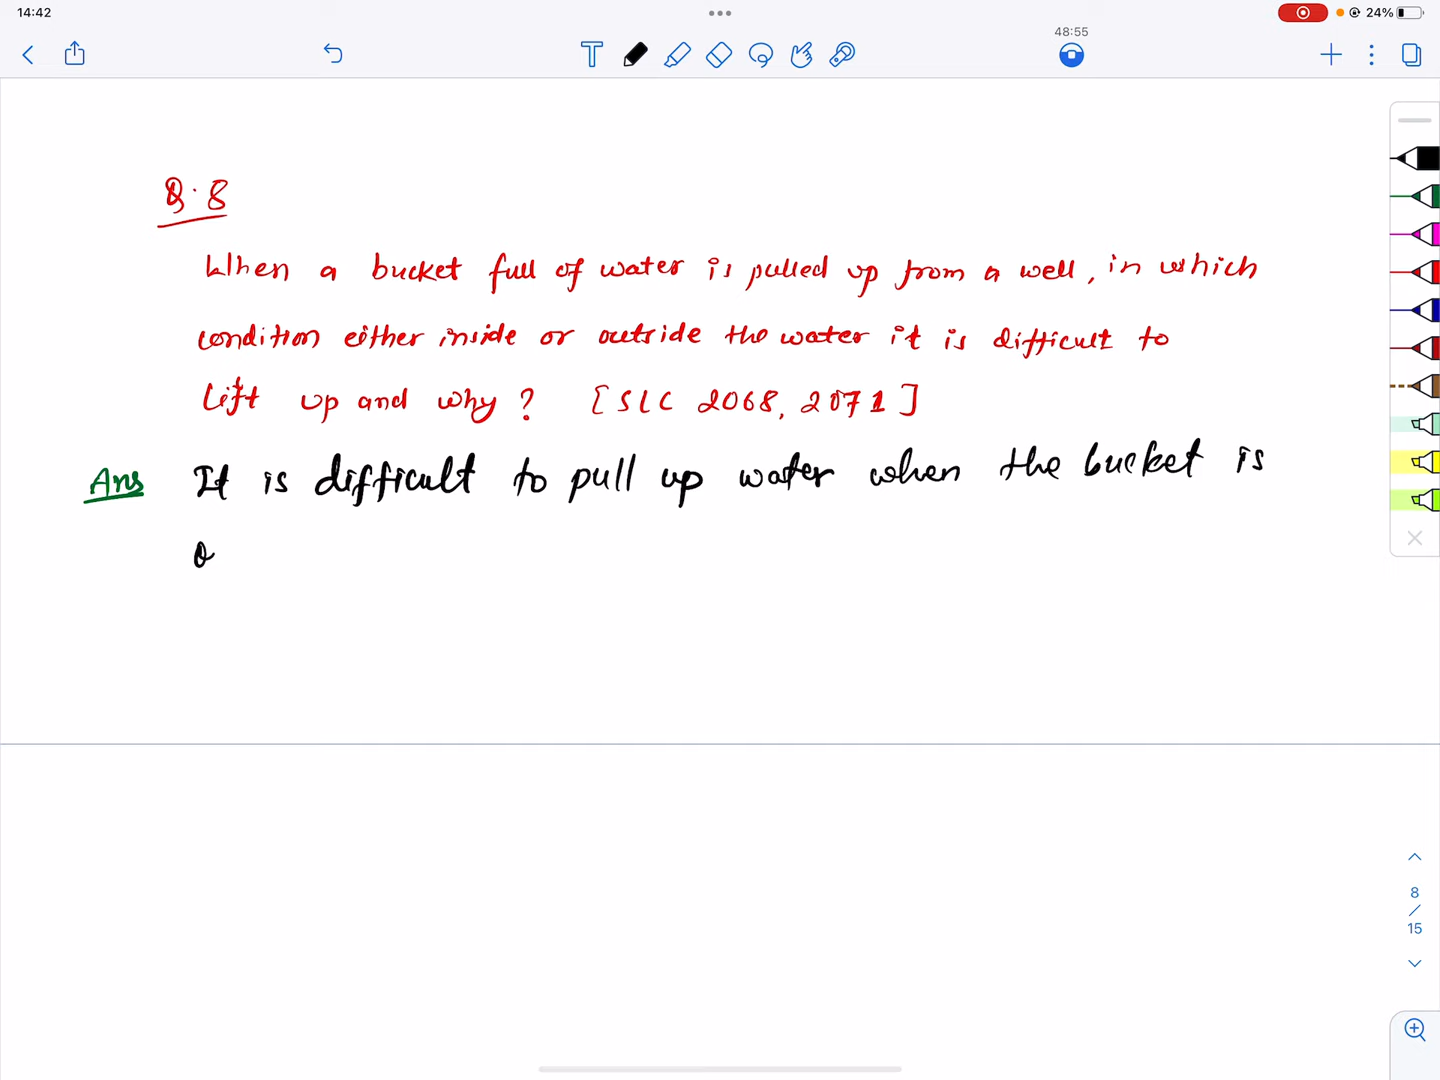 14:42
24%
48:55
Q. 8
When a bucket full of water is pulled up from a well, in which
condition either inside or outside the water it is difficult to
lift up and why? [SLC 2068, 2071]
Ans It is difficult to pull up water when the bucket is
o
8
/
15